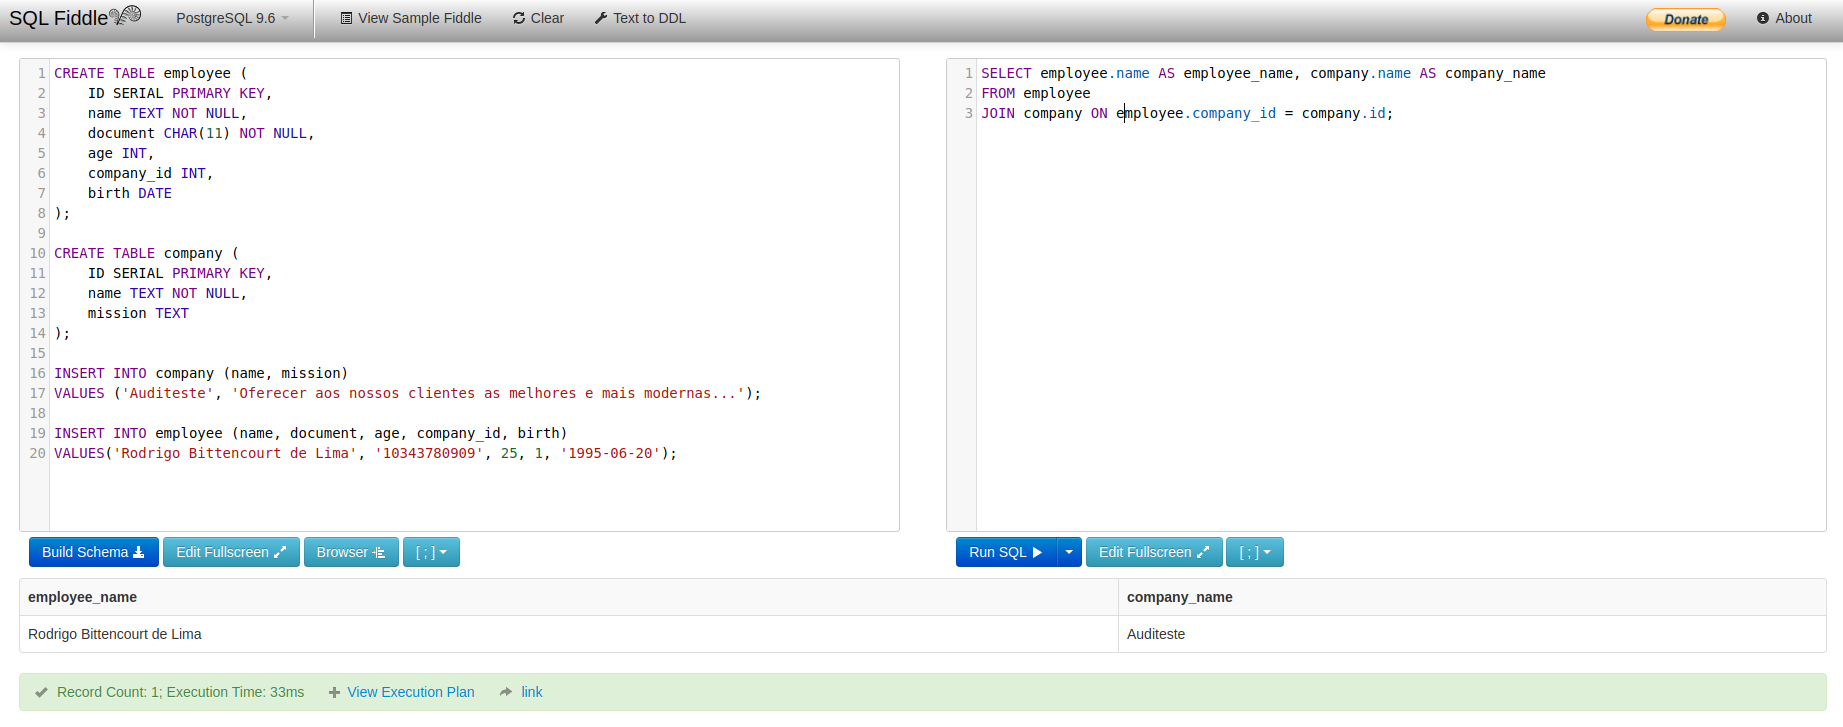 SQL Fiddle PostgreSQL 9.6 View Sample Fiddle Clear Text to DDL Donate About
1 CREATE TABLE employee (
2     ID SERIAL PRIMARY KEY,
3     name TEXT NOT NULL,
4     document CHAR(11) NOT NULL,
5     age INT,
6     company_id INT,
7     birth DATE
8 );
9
10 CREATE TABLE company (
11     ID SERIAL PRIMARY KEY,
12     name TEXT NOT NULL,
13     mission TEXT
14 );
15
16 INSERT INTO company (name, mission)
17 VALUES ('Auditeste', 'Oferecer aos nossos clientes as melhores e mais modernas...');
18
19 INSERT INTO employee (name, document, age, company_id, birth)
20 VALUES('Rodrigo Bittencourt de Lima', '10343780909', 25, 1, '1995-06-20');
1 SELECT employee.name AS employee_name, company.name AS company_name
2 FROM employee
3 JOIN company ON employee.company_id = company.id;
Build Schema Edit Fullscreen Browser [ ; ]
Run SQL Edit Fullscreen [ ; ]
employee_name company_name
Rodrigo Bittencourt de Lima Auditeste
Record Count: 1; Execution Time: 33ms View Execution Plan link